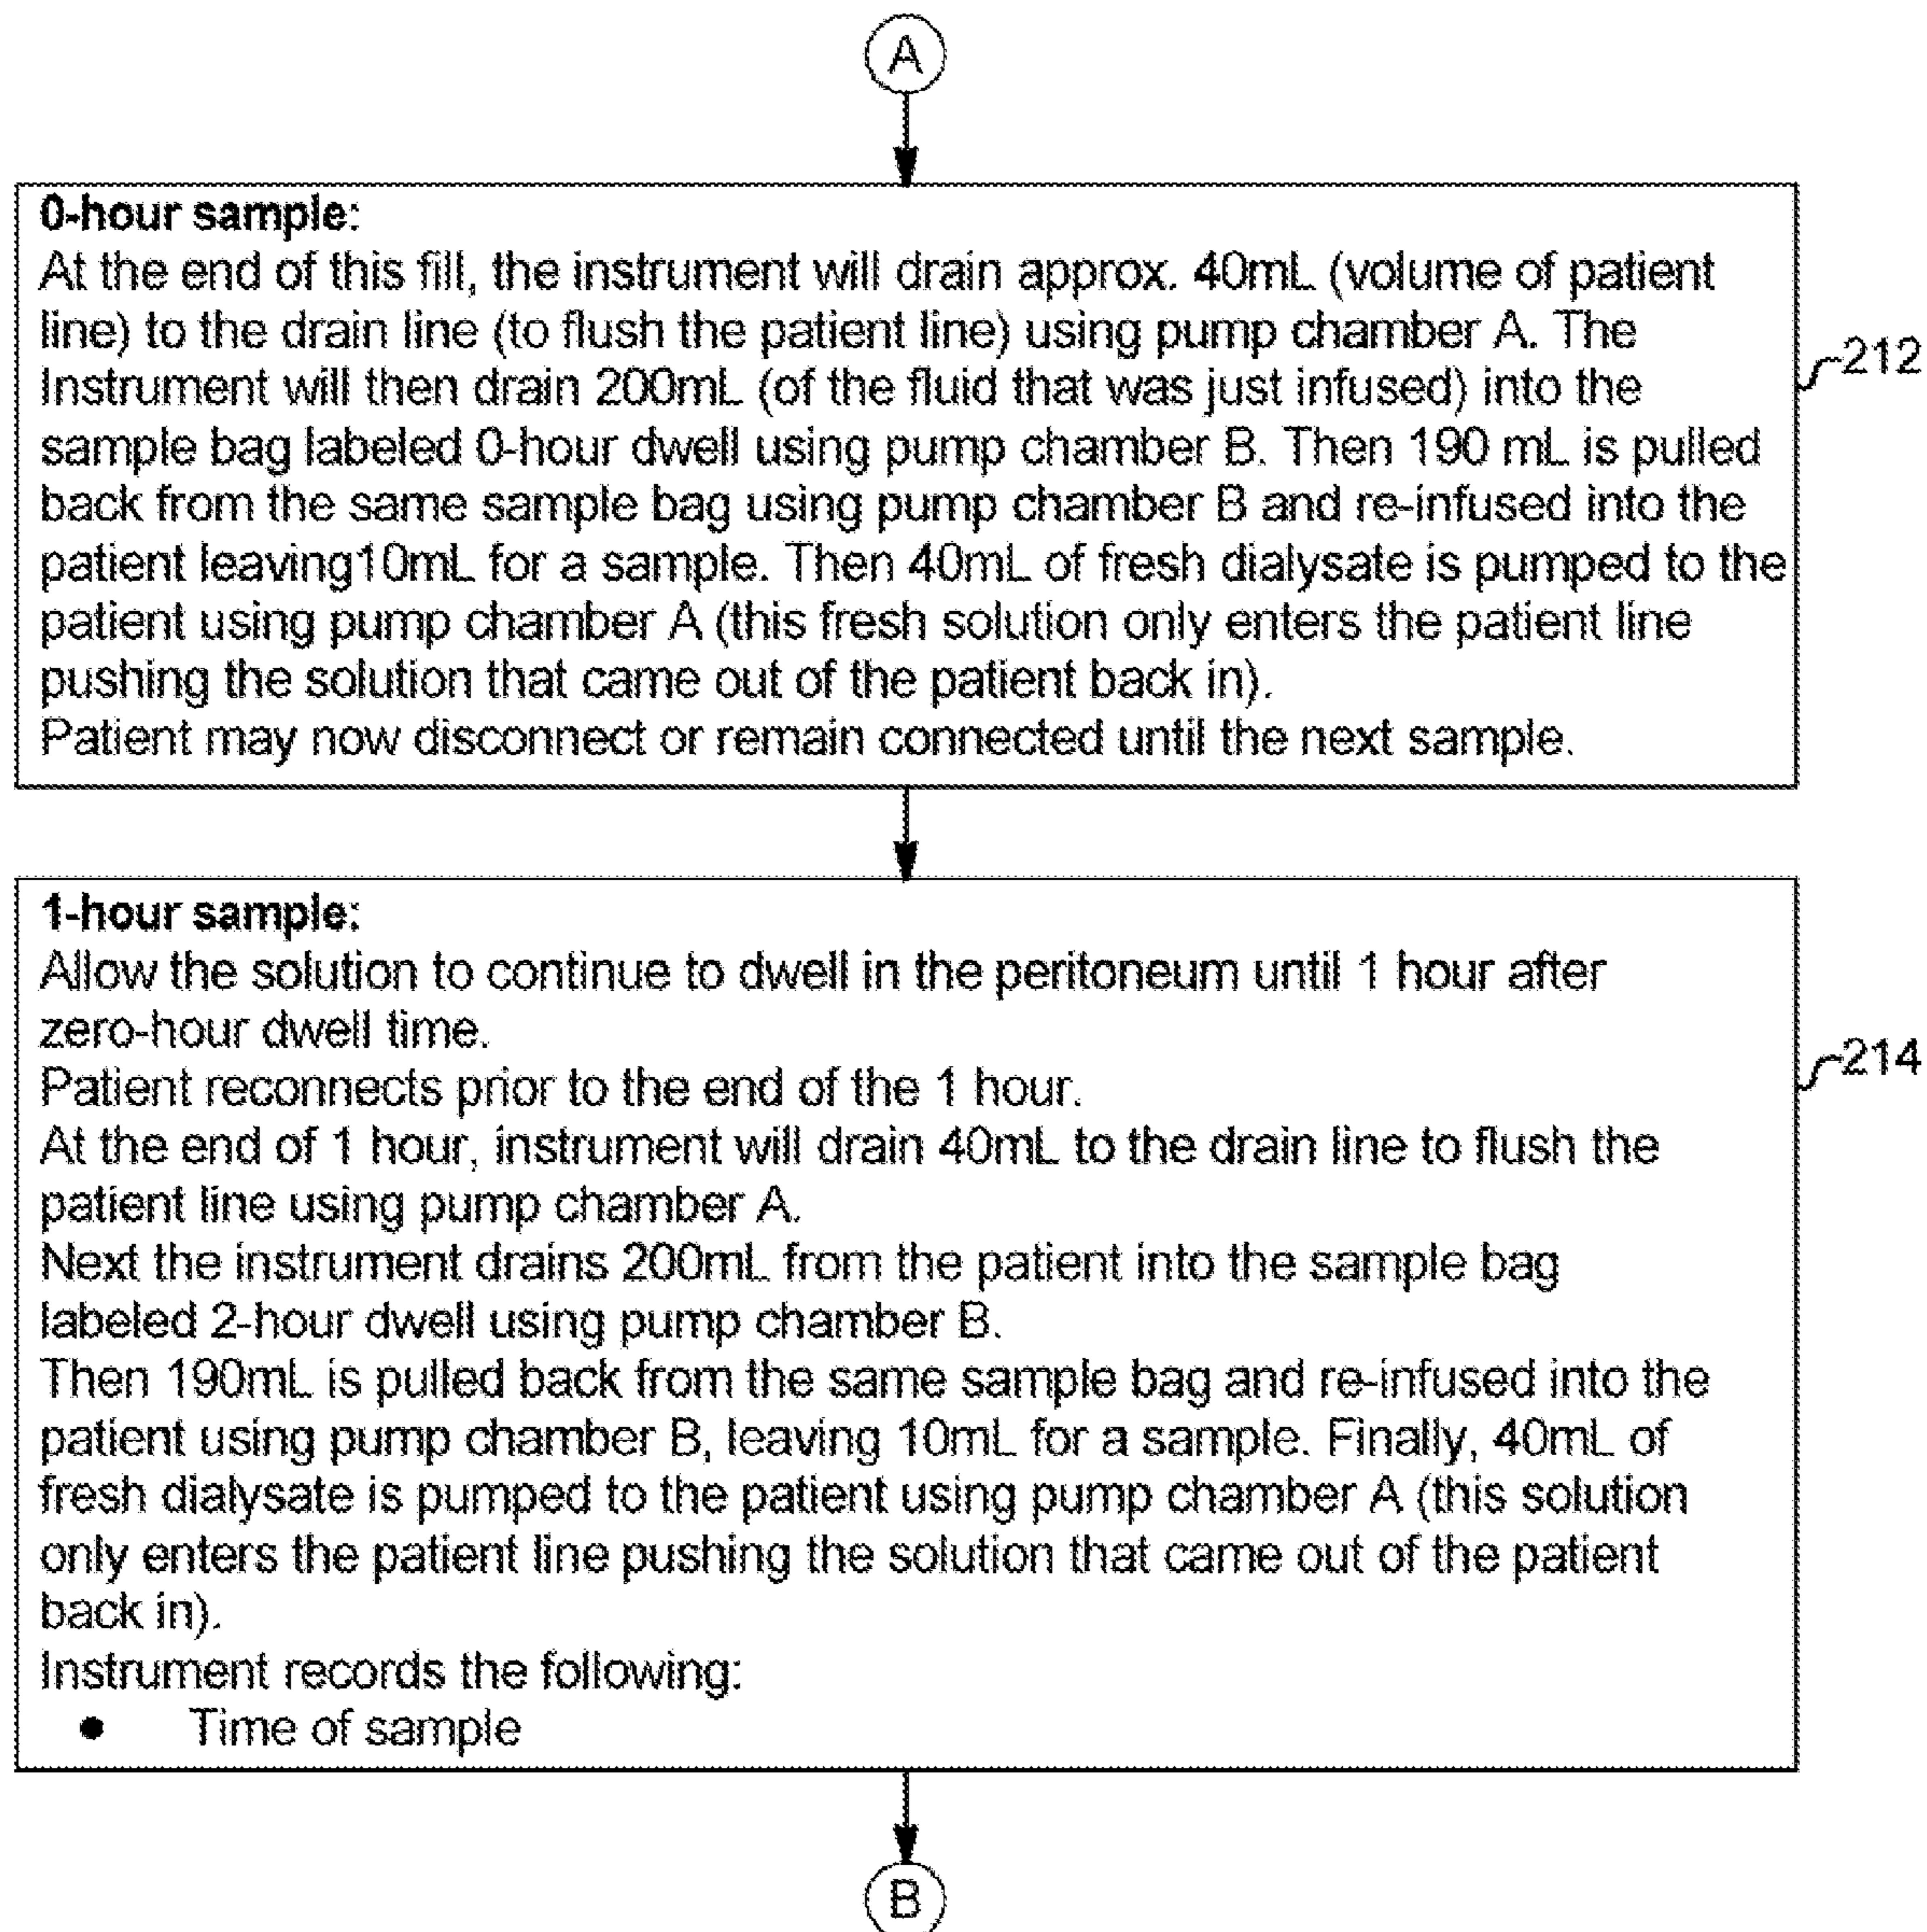 A
0-hour sample:
At the end of this fill, the instrument will drain approx. 40mL (volume of patient
line) to the drain line (to flush the patient line) using pump chamber A. The
Instrument will then drain 200mL (of the fluid that was just infused) into the
sample bag labeled 0-hour dwell using pump chamber B. Then 190 mL is pulled
back from the same sample bag using pump chamber B and re-infused into the
patient leaving10mL for a sample. Then 40mL of fresh dialysate is pumped to the
patient using pump chamber A (this fresh solution only enters the patient line
pushing the solution that came out of the patient back in).
Patient may now disconnect or remain connected until the next sample.
212
1-hour sample:
Allow the solution to continue to dwell in the peritoneum until 1 hour after
zero-hour dwell time.
Patient reconnects prior to the end of the 1 hour.
At the end of 1 hour, instrument will drain 40mL to the drain line to flush the
patient line using pump chamber A.
Next the instrument drains 200mL from the patient into the sample bag
labeled 2-hour dwell using pump chamber B.
Then 190mL is pulled back from the same sample bag and re-infused into the
patient using pump chamber B, leaving 10mL for a sample. Finally, 40mL of
fresh dialysate is pumped to the patient using pump chamber A (this solution
only enters the patient line pushing the solution that came out of the patient
back in).
Instrument records the following:
● Time of sample
214
B